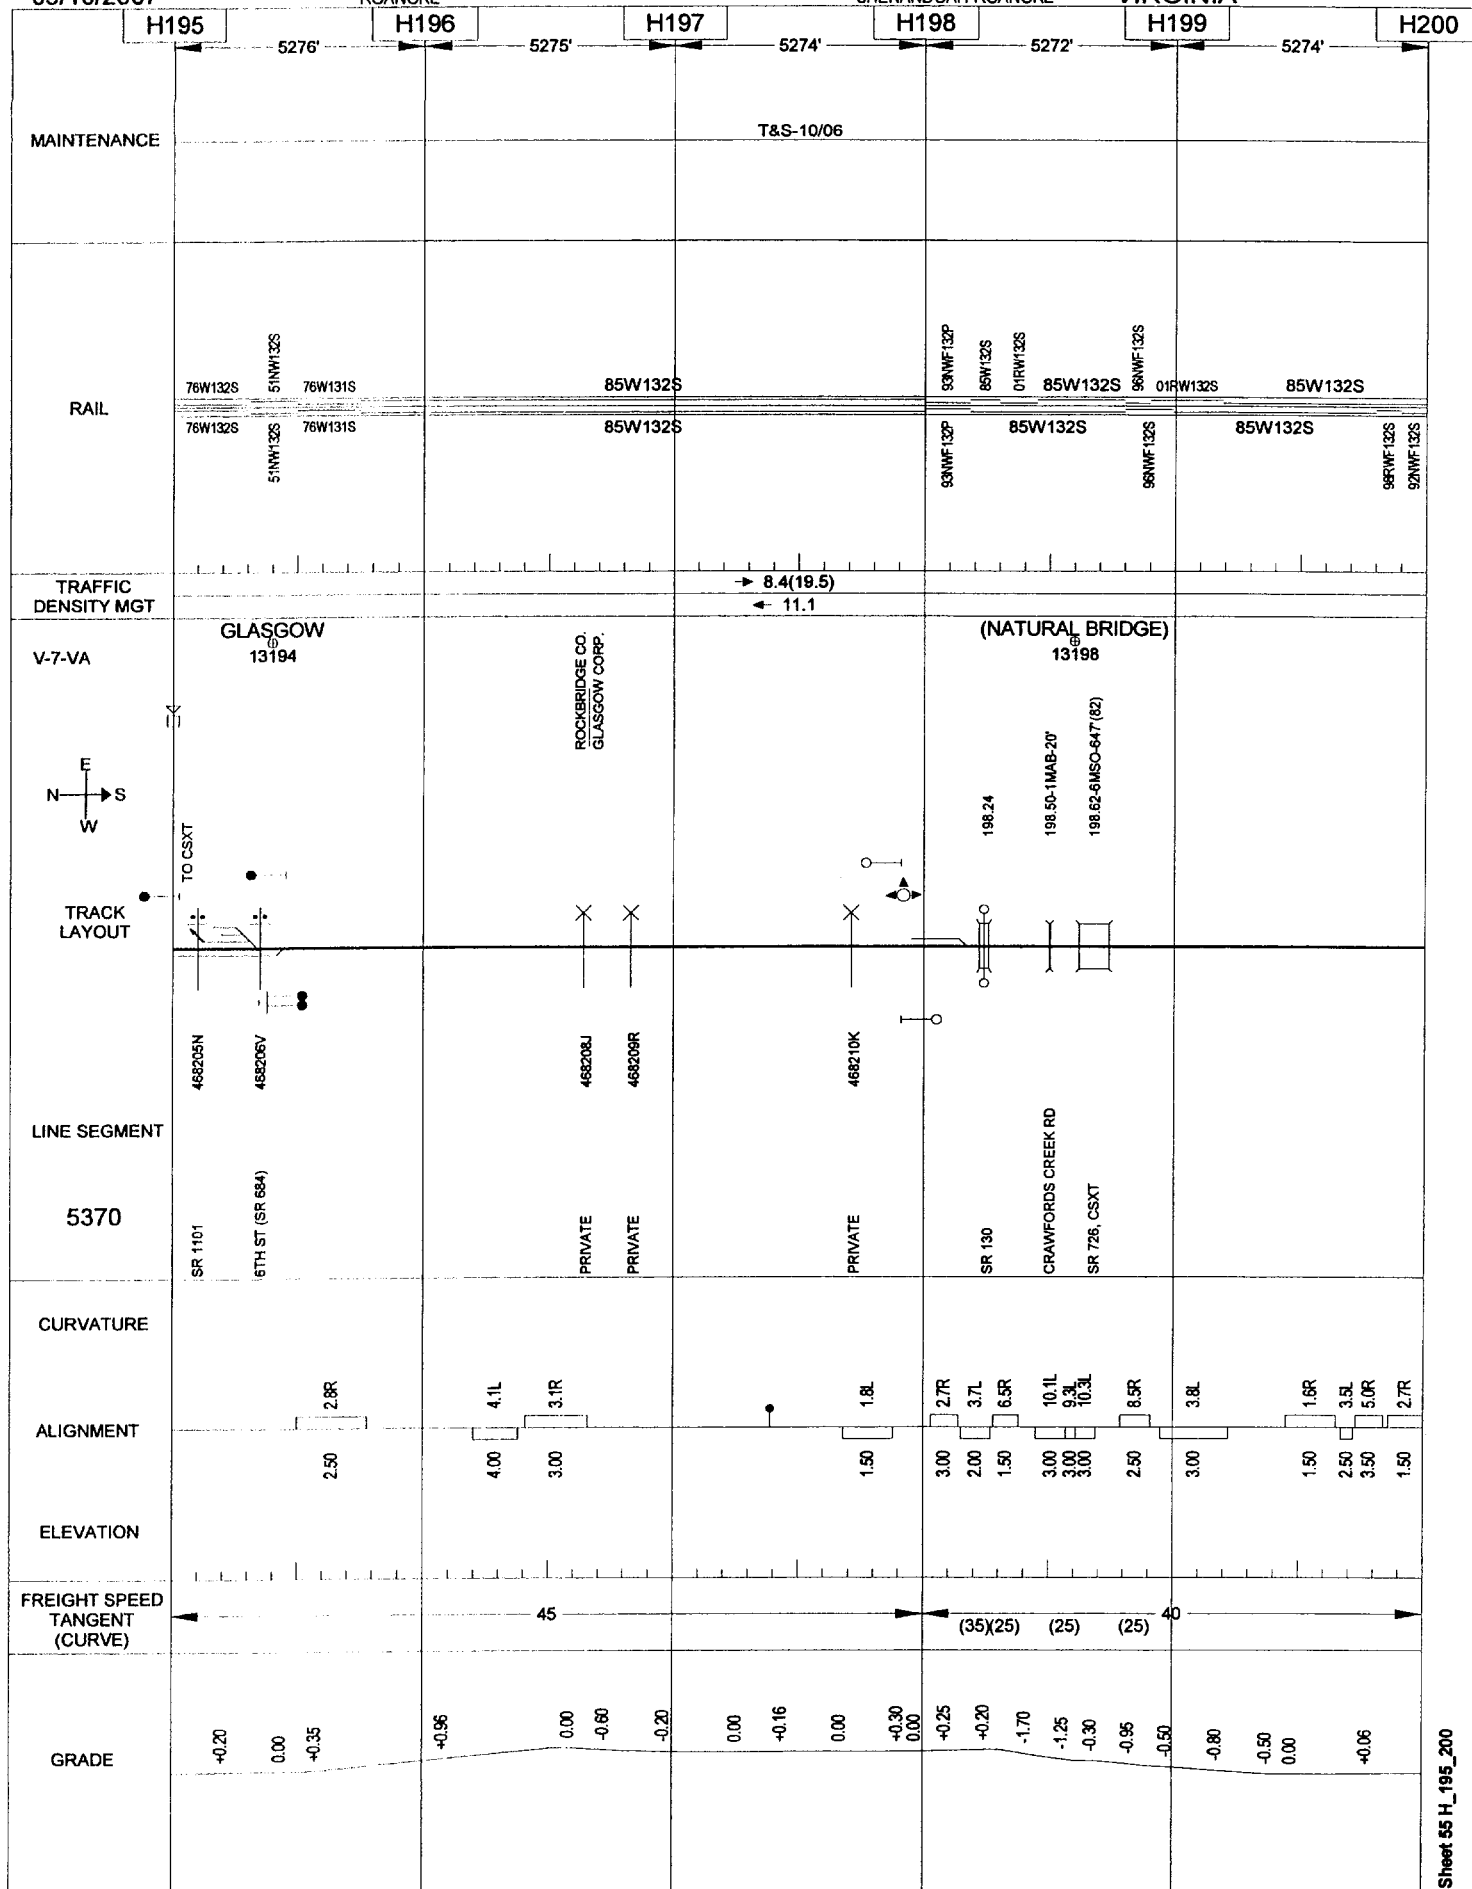 ROANOKE
VIRGINIA
H195
H196
H197
H198
H199
H200
5276'
5275'
5274'
5272'
5274'
MAINTENANCE
T&S-10/06
RAIL
76W132S
51NW132S
76W131S
85W132S
93NWF132P
85W132S
01RW132S
85W132S
96NWF132S
01RW132S
85W132S
76W132S
51NW132S
76W131S
85W132S
93NWF132P
85W132S
96NWF132S
85W132S
98RWF132S
92NWF132S
TRAFFIC
DENSITY MGT
8.4(19.5)
11.1
V-7-VA
GLASGOW
13194
ROCKBRIDGE CO.
GLASGOW CORP.
(NATURAL BRIDGE)
13198
E
N
S
W
TO CSXT
198.24
198.50-1MAB-20'
198.62-6MSO-647'(82)
TRACK
LAYOUT
468205N
468206V
468208J
468209R
468210K
LINE SEGMENT
5370
SR 1101
6TH ST (SR 684)
PRIVATE
PRIVATE
PRIVATE
SR 130
CRAWFORDS CREEK RD
SR 726, CSXT
CURVATURE
ALIGNMENT
2.8R
4.1L
3.1R
1.8L
2.7R
3.7L
6.5R
10.1L
9.3L
10.3L
8.5R
3.8L
1.6R
3.5L
5.0R
2.7R
2.50
4.00
3.00
1.50
3.00
2.00
1.50
3.00
3.00
3.00
2.50
3.00
1.50
2.50
3.50
1.50
ELEVATION
FREIGHT SPEED
TANGENT
(CURVE)
45
40
(35)(25)
(25)
(25)
GRADE
+0.20
0.00
+0.35
+0.96
0.00
-0.60
-0.20
0.00
+0.16
0.00
+0.30
0.00
+0.25
+0.20
-1.70
-1.25
-0.30
-0.95
-0.50
-0.80
-0.50
0.00
+0.06
Sheet 55 H_195_200